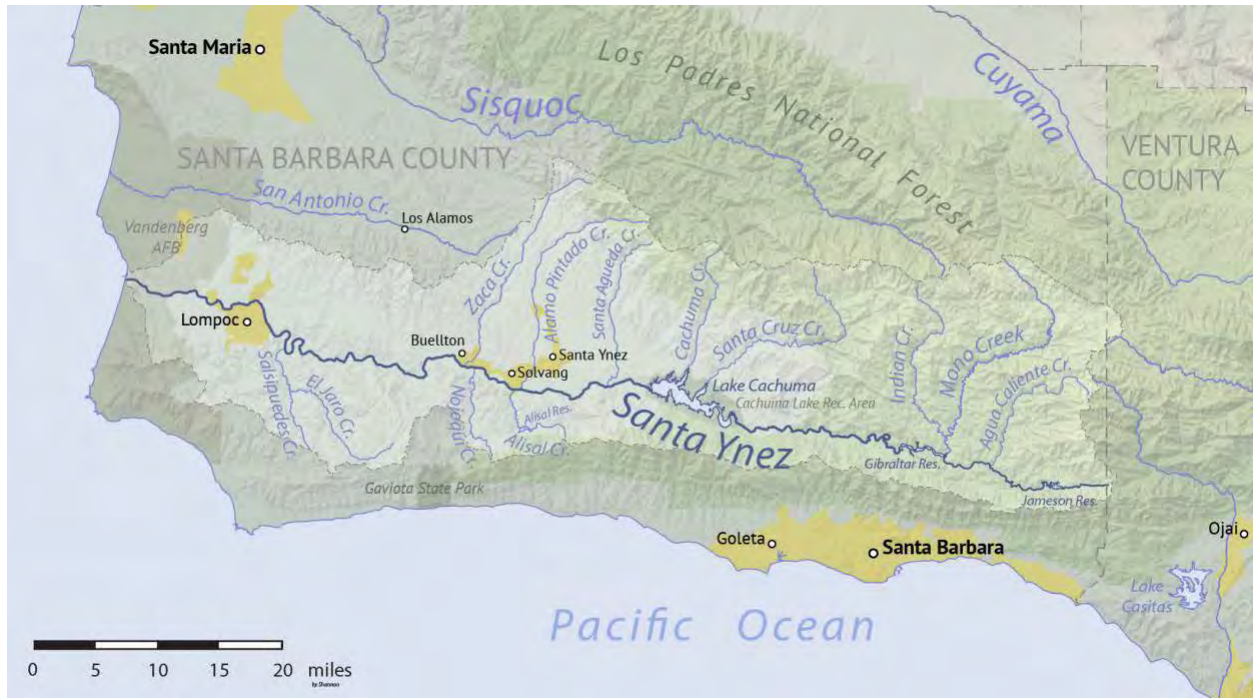 Santa Maria
Los Padres National Forest
Cuyama
Sisquoc
SANTA BARBARA COUNTY
VENTURA
COUNTY
San Antonio Cr.
Los Alamos
Vandenberg
AFB
Zaca Cr.
Alamo Pintado Cr.
Santa Agueda Cr.
Cachuma Cr.
Santa Cruz Cr.
Indian Cr.
Mono Creek
Agua Caliente Cr.
Lompoc
Buellton
Santa Ynez
Solvang
Lake Cachuma
Cachuina Lake Rec. Area
Salsipuedes Cr.
El Jaro Cr.
Nojoqui Cr.
Alisal Res.
Alisal Cr.
Santa Ynez
Gibraltar Res.
Jameson Res.
Gaviota State Park
Goleta
Santa Barbara
Ojai
Lake
Casitas
Pacific Ocean
0 5 10 15 20 miles
by Shannon